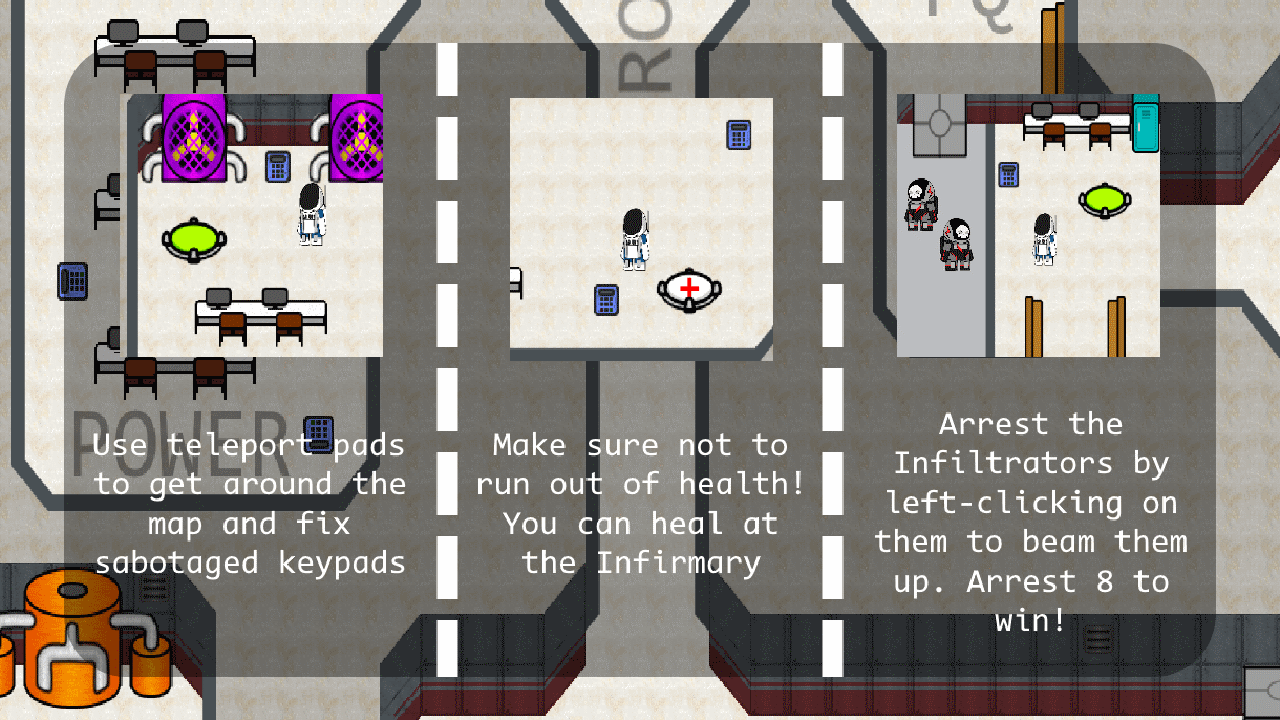 RO
Q
POWER
Use teleport pads
to get around the
map and fix
sabotaged keypads
Make sure not to
run out of health!
You can heal at
the Infirmary
Arrest the
Infiltrators by
left-clicking on
them to beam them
up. Arrest 8 to
win!